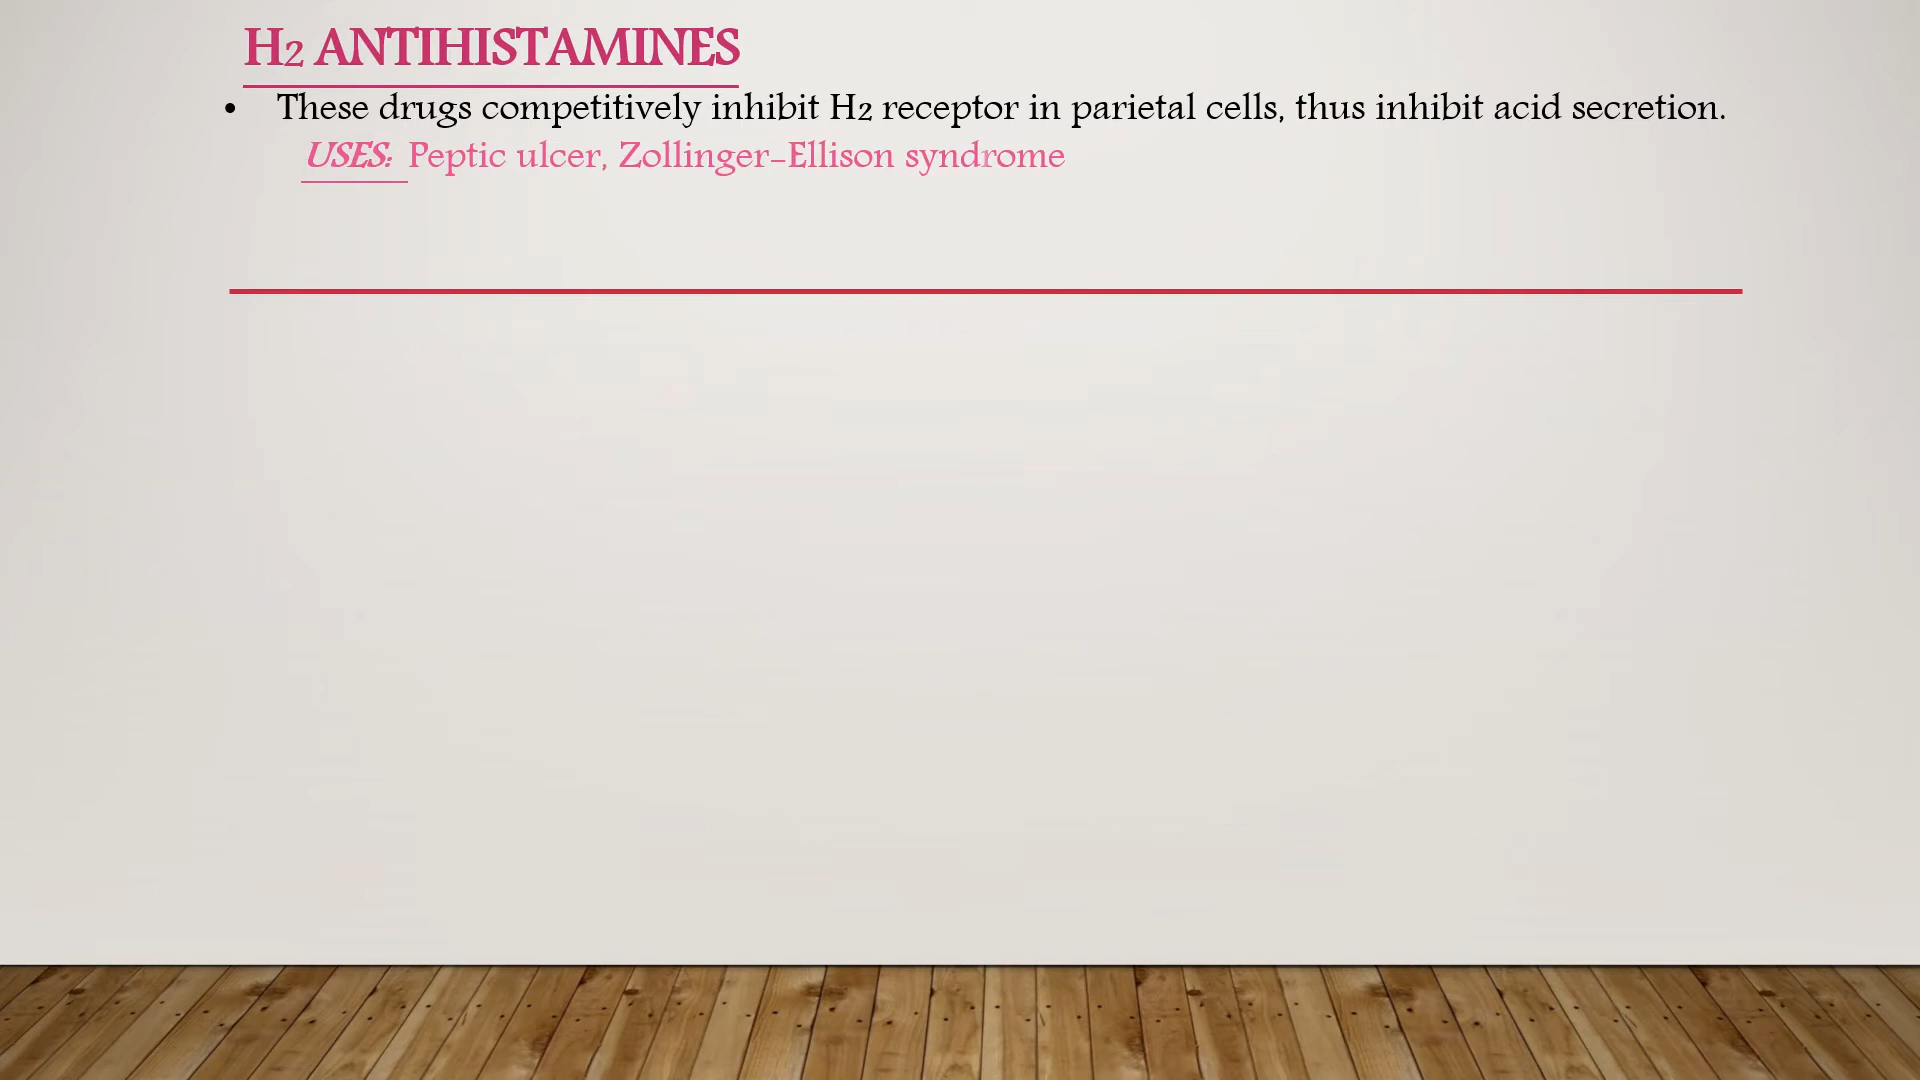 H2 ANTIHISTAMINES
• These drugs competitively inhibit H2 receptor in parietal cells, thus inhibit acid secretion.
USES: Peptic ulcer, Zollinger-Ellison syndrome